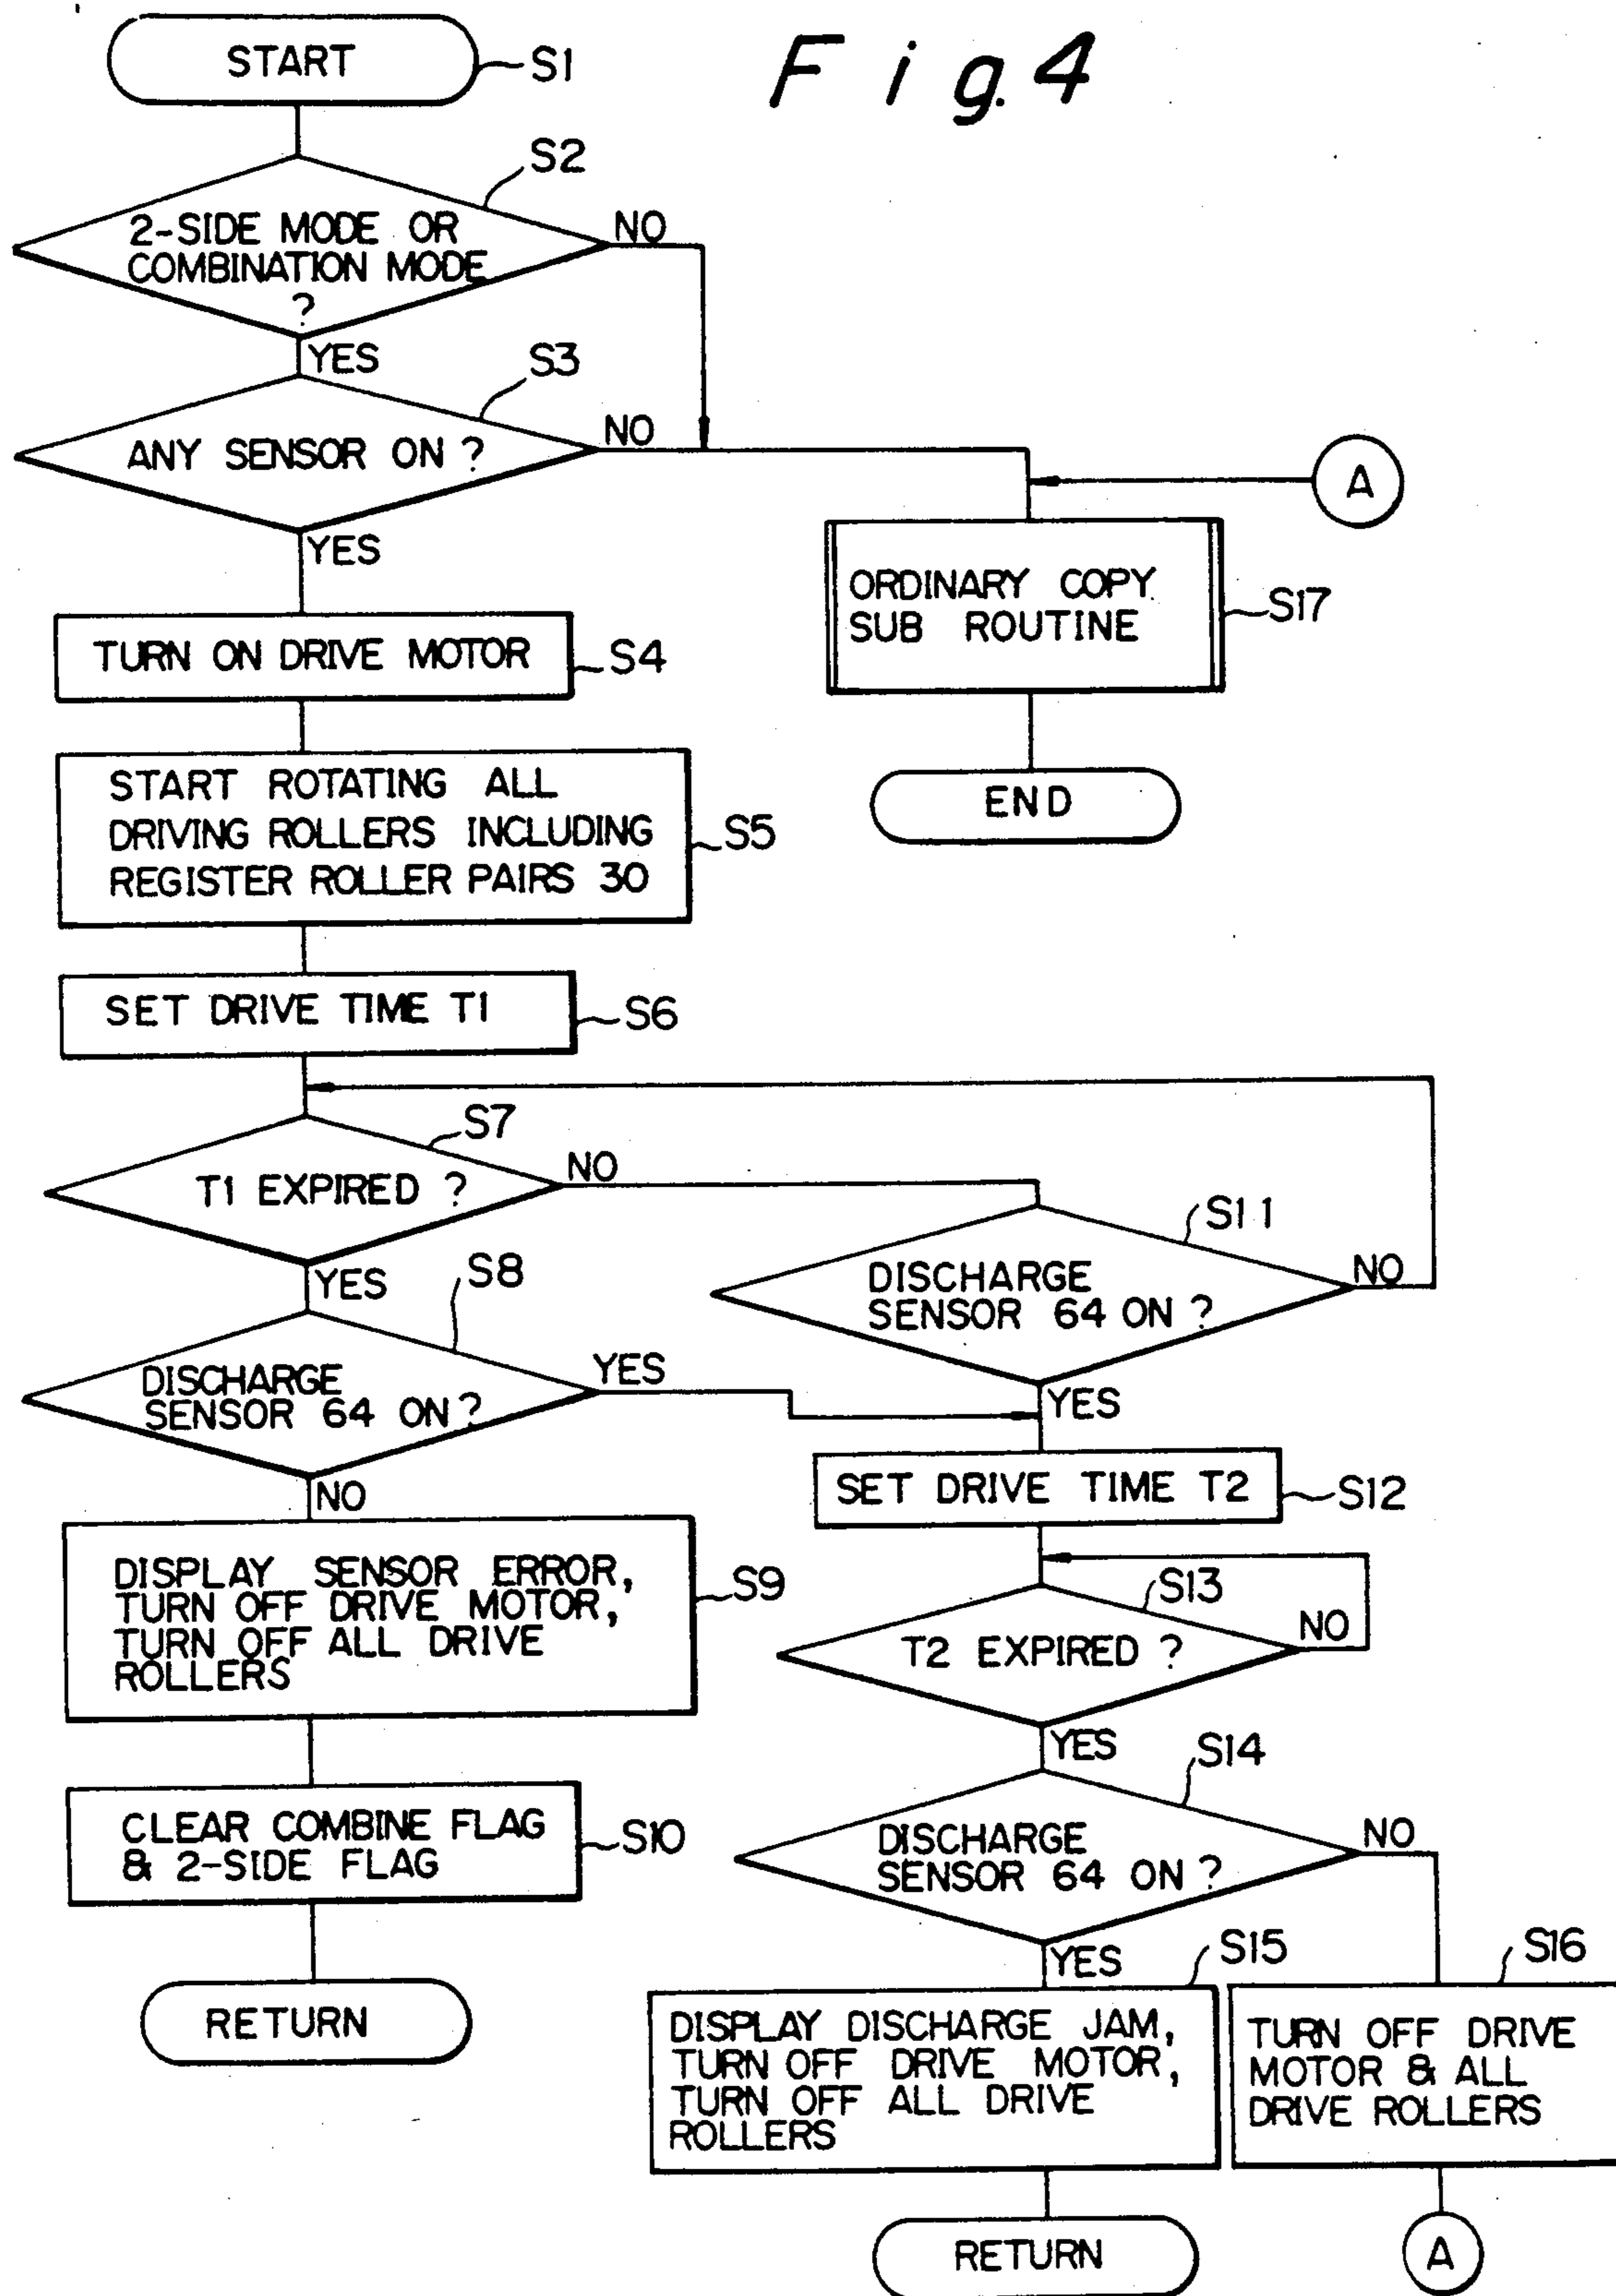 Fig. 4
START
S1
S2
2-SIDE MODE OR
COMBINATION MODE
?
NO
YES
S3
ANY SENSOR ON ?
NO
YES
A
ORDINARY COPY
SUB ROUTINE
S17
TURN ON DRIVE MOTOR
S4
END
START ROTATING ALL
DRIVING ROLLERS INCLUDING
REGISTER ROLLER PAIRS 30
S5
SET DRIVE TIME T1
S6
S7
T1 EXPIRED ?
NO
YES
S11
DISCHARGE
SENSOR 64 ON ?
NO
YES
S8
DISCHARGE
SENSOR 64 ON ?
YES
NO
SET DRIVE TIME T2
S12
DISPLAY SENSOR ERROR,
TURN OFF DRIVE MOTOR,
TURN OFF ALL DRIVE
ROLLERS
S9
S13
T2 EXPIRED ?
NO
YES
CLEAR COMBINE FLAG
& 2-SIDE FLAG
S10
S14
DISCHARGE
SENSOR 64 ON ?
NO
YES
RETURN
S15
DISPLAY DISCHARGE JAM,
TURN OFF DRIVE MOTOR,
TURN OFF ALL DRIVE
ROLLERS
S16
TURN OFF DRIVE
MOTOR & ALL
DRIVE ROLLERS
RETURN
A